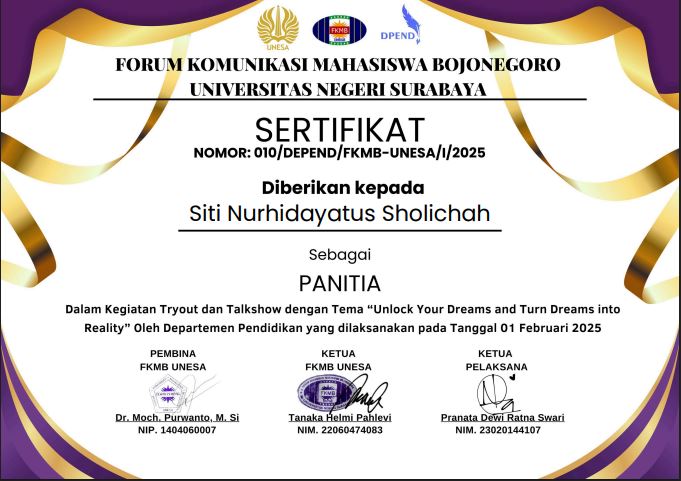 UNESA
FKMB
DPEND
FORUM KOMUNIKASI MAHASISWA BOJONEGORO
UNIVERSITAS NEGERI SURABAYA
SERTIFIKAT
NOMOR: 010/DEPEND/FKMB-UNESA/I/2025
Diberikan kepada
Siti Nurhidayatus Sholichah
Sebagai
PANITIA
Dalam Kegiatan Tryout dan Talkshow dengan Tema “Unlock Your Dreams and Turn Dreams into
Reality” Oleh Departemen Pendidikan yang dilaksanakan pada Tanggal 01 Februari 2025
PEMBINA
FKMB UNESA
Dr. Moch. Purwanto, M. Si
NIP. 1404060007
KETUA
FKMB UNESA
FKMB
Tanaka Helmi Pahlevi
NIM. 22060474083
KETUA
PELAKSANA
Pranata Dewi Ratna Swari
NIM. 23020144107